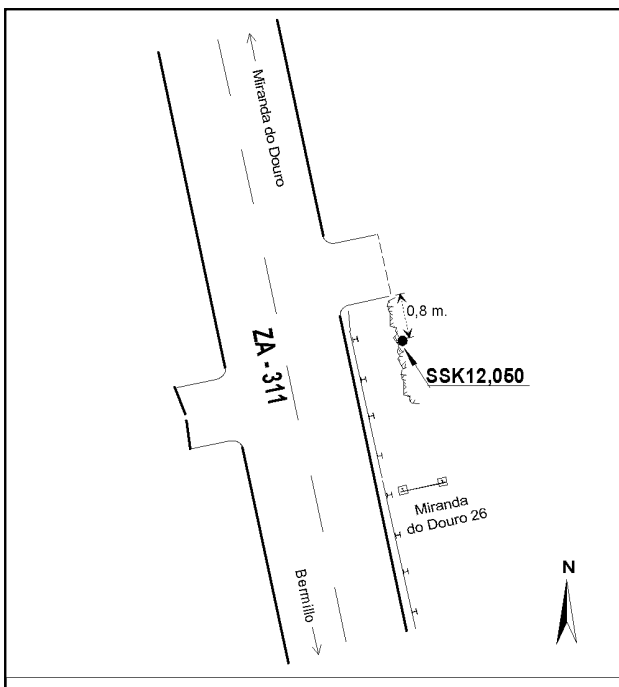 Miranda do Douro
0,8 m.
ZA - 311
SSK12,050
Miranda
do Douro 26
Bermillo
N